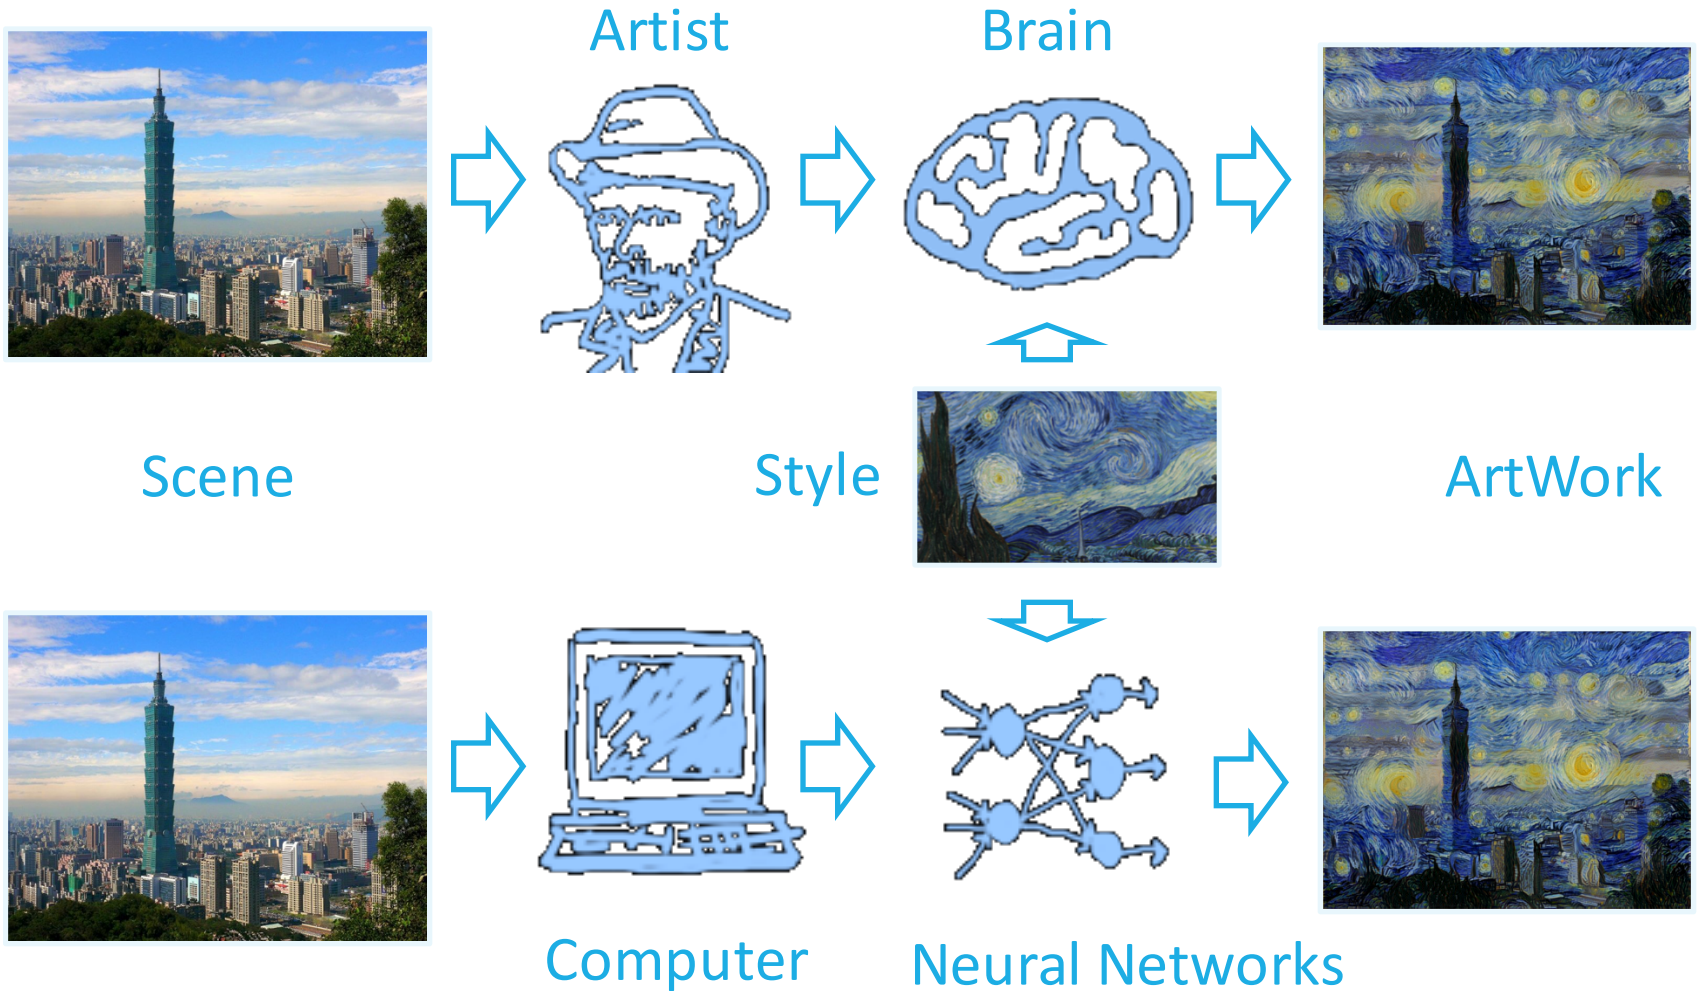 Artist
Brain
Scene
Style
ArtWork
Computer
Neural Networks